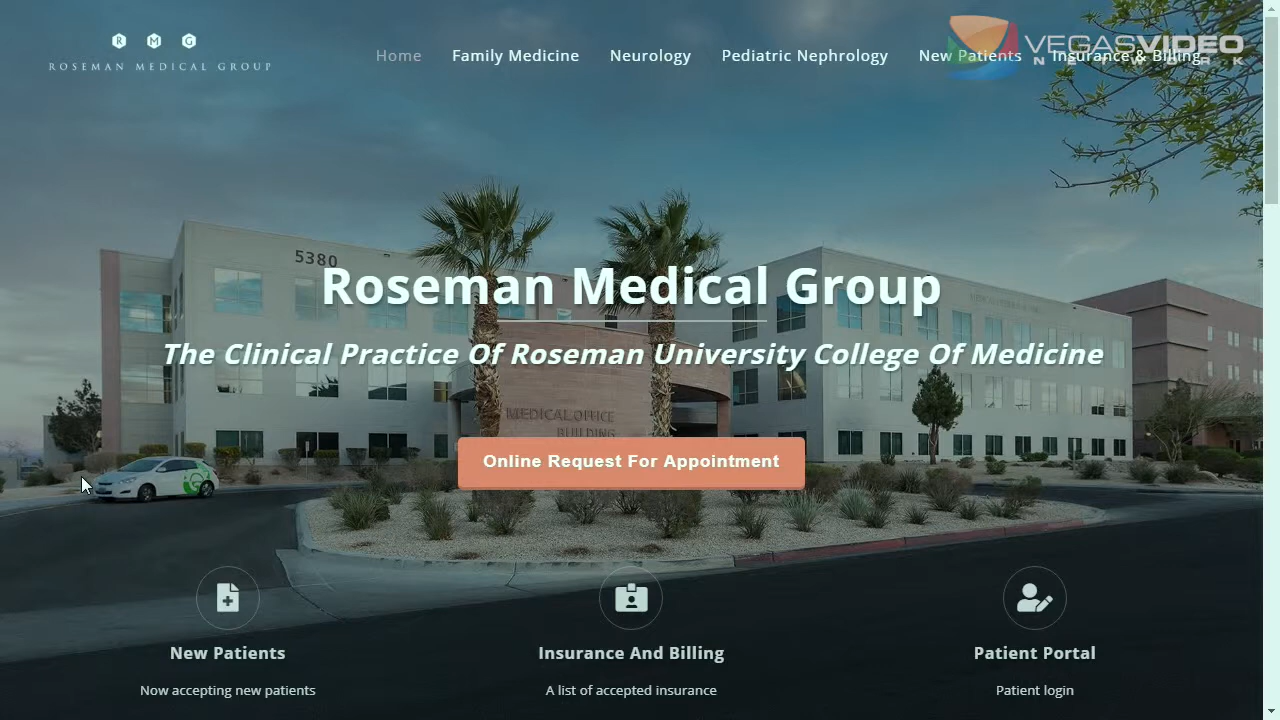 R M G
ROSEMAN MEDICAL GROUP
Home Family Medicine Neurology Pediatric Nephrology New Patients Insurance & Billing
VEGASVIDEO
NETWORK
5380
Roseman Medical Group
The Clinical Practice Of Roseman University College Of Medicine
MEDICAL OFFICE
BUILDING
Online Request For Appointment
New Patients Insurance And Billing Patient Portal
Now accepting new patients A list of accepted insurance Patient login